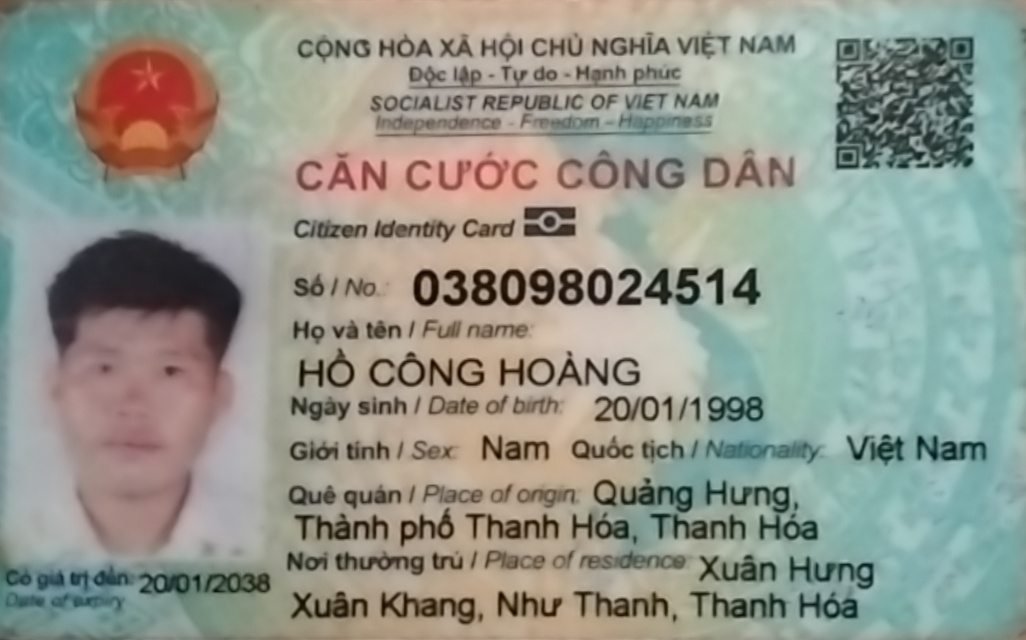 CỘNG HÒA XÃ HỘI CHỦ NGHĨA VIỆT NAM
Độc lập - Tự do - Hạnh phúc
SOCIALIST REPUBLIC OF VIET NAM
Independence - Freedom - Happiness
CĂN CƯỚC CÔNG DÂN
Citizen Identity Card
Số / No.: 038098024514
Họ và tên / Full name:
HỒ CÔNG HOÀNG
Ngày sinh / Date of birth: 20/01/1998
Giới tính / Sex: Nam Quốc tịch / Nationality: Việt Nam
Quê quán / Place of origin: Quảng Hưng,
Thành phố Thanh Hóa, Thanh Hóa
Nơi thường trú / Place of residence: Xuân Hưng
Xuân Khang, Như Thanh, Thanh Hóa
Có giá trị đến: 20/01/2038
Date of expiry